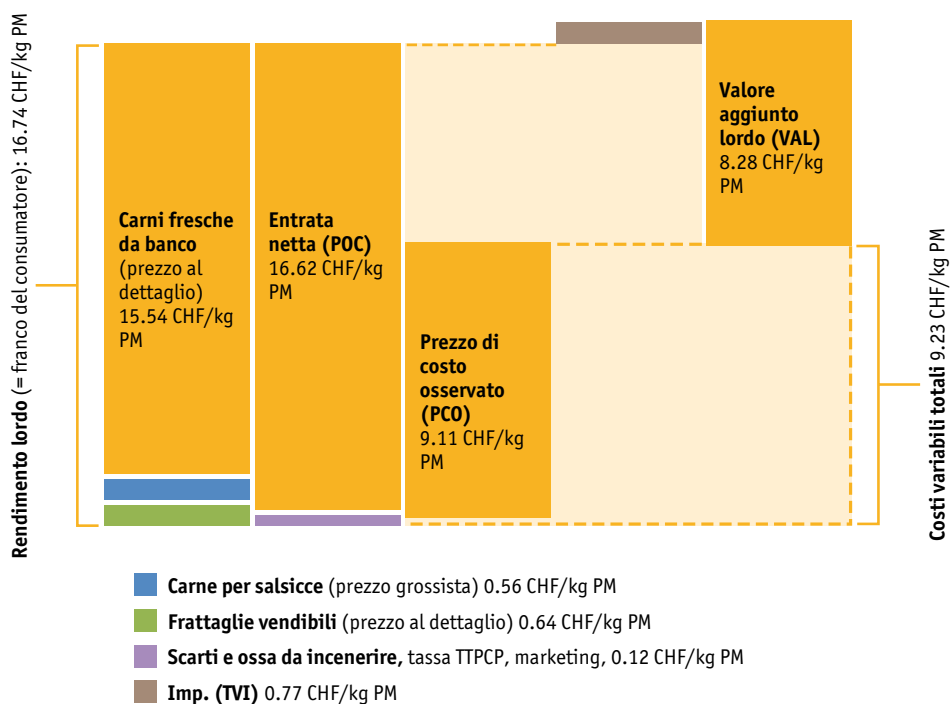 Rendimento lordo (= franco del consumatore): 16.74 CHF/kg PM
Carni fresche
da banco
(prezzo al
dettaglio)
15.54 CHF/kg
PM
Entrata
netta (POC)
16.62 CHF/kg
PM
Prezzo di
costo
osservato
(PCO)
9.11 CHF/kg
PM
Valore
aggiunto
lordo (VAL)
8.28 CHF/kg
PM
Costi variabili totali 9.23 CHF/kg PM
Carne per salsicce (prezzo grossista) 0.56 CHF/kg PM
Frattaglie vendibili (prezzo al dettaglio) 0.64 CHF/kg PM
Scarti e ossa da incenerire, tassa TTPCP, marketing, 0.12 CHF/kg PM
Imp. (TVI) 0.77 CHF/kg PM